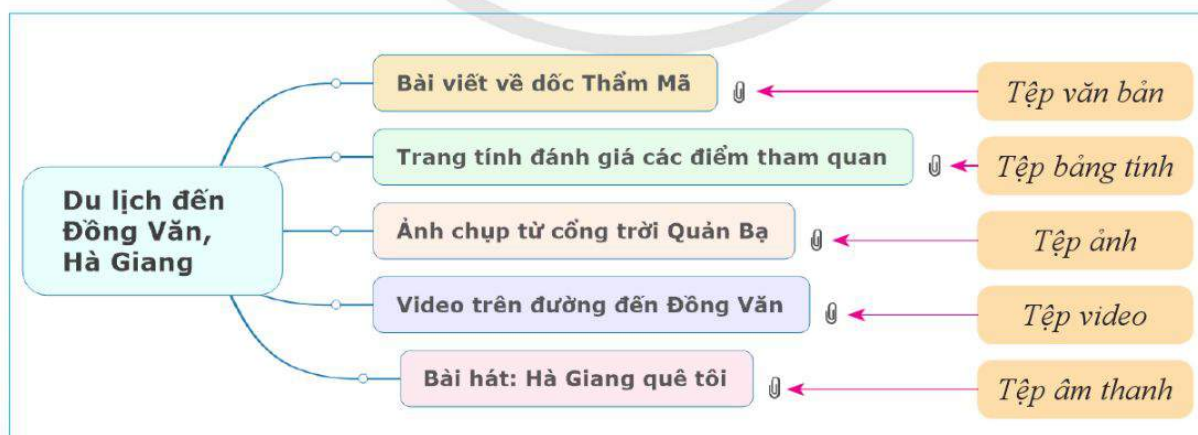 Bài viết về dốc Thẩm Mã
Tệp văn bản
Trang tính đánh giá các điểm tham quan
Tệp bảng tính
Du lịch đến
Đồng Văn,
Hà Giang
Ảnh chụp từ cổng trời Quản Bạ
Tệp ảnh
Video trên đường đến Đồng Văn
Tệp video
Bài hát: Hà Giang quê tôi
Tệp âm thanh